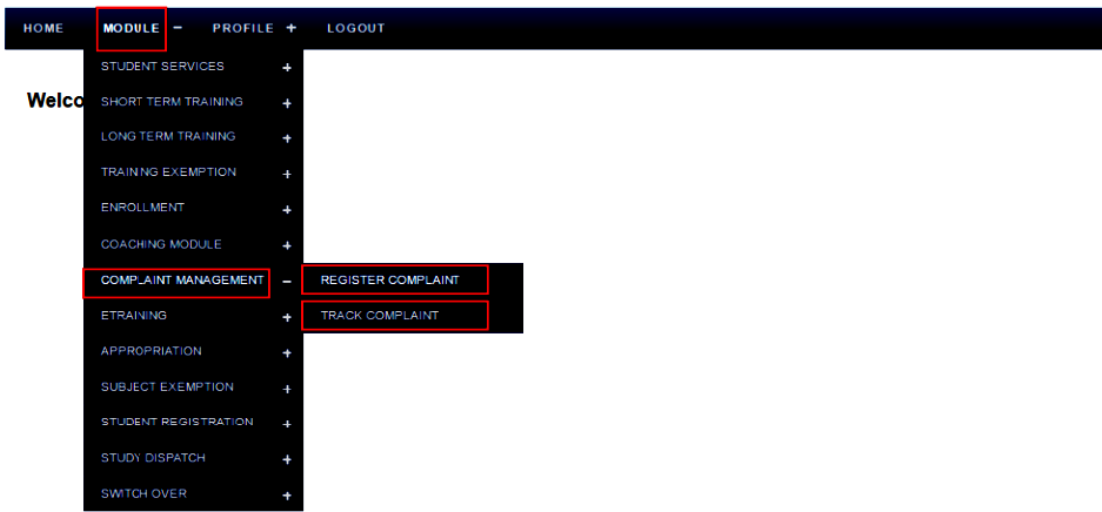 HOME MODULE − PROFILE + LOGOUT
STUDENT SERVICES +
Welco SHORT TERM TRAINING +
LONG TERM TRAINING +
TRAINING EXEMPTION +
ENROLLMENT +
COACHING MODULE +
COMPLAINT MANAGEMENT − REGISTER COMPLAINT
ETRAINING + TRACK COMPLAINT
APPROPRIATION +
SUBJECT EXEMPTION +
STUDENT REGISTRATION +
STUDY DISPATCH +
SWITCH OVER +